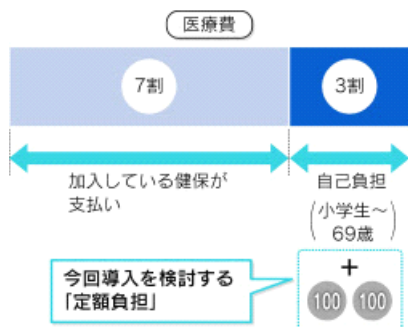 医療費
7割
3割
加入している健保が
支払い
自己負担
(小学生〜
69歳)
+
100 100
今回導入を検討する
「定額負担」